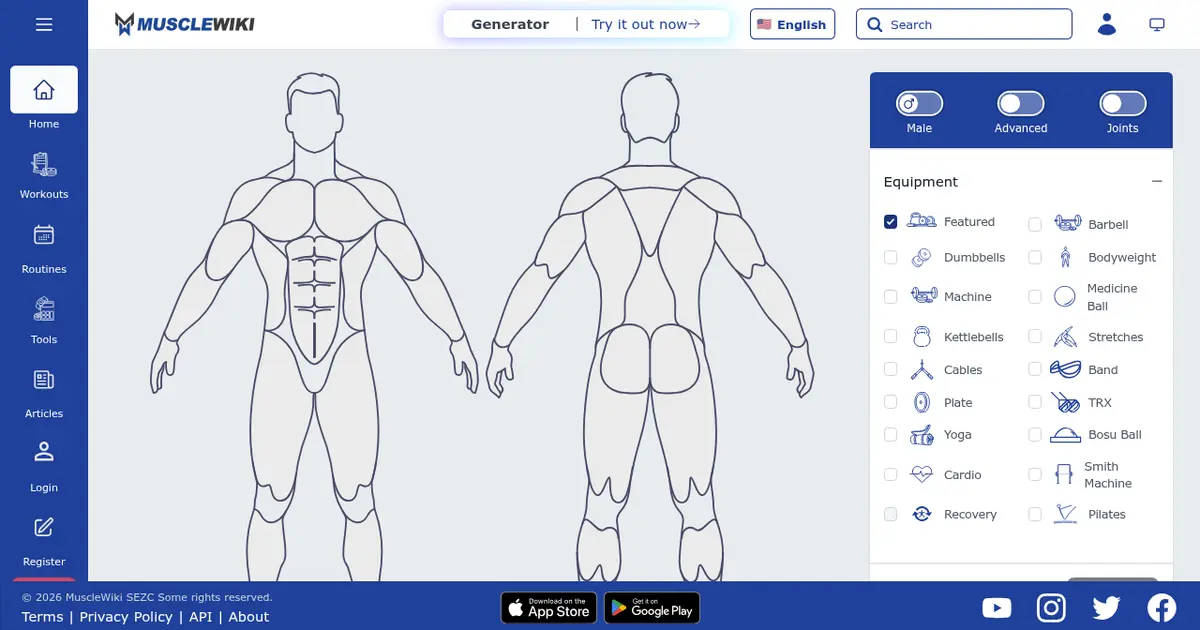 MUSCLEWIKI
Generator | Try it out now→
🇺🇸 English
Search
Home
Workouts
Routines
Tools
Articles
Login
Register
Male
Advanced
Joints
Equipment
Featured
Barbell
Dumbbells
Bodyweight
Machine
Medicine
Ball
Kettlebells
Stretches
Cables
Band
Plate
TRX
Yoga
Bosu Ball
Cardio
Smith
Machine
Recovery
Pilates
© 2026 MuscleWiki SEZC Some rights reserved.
Terms | Privacy Policy | API | About
Download on the
App Store
Get it on
Google Play